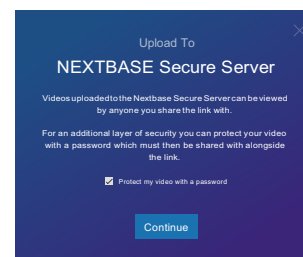 Upload To
NEXTBASE Secure Server
Videos uploaded to the Nextbase Secure Server can be viewed
by anyone you share the link with.
For an additional layer of security you can protect your video
with a password which must then be shared with alongside
the link.
Protect my video with a password
Continue